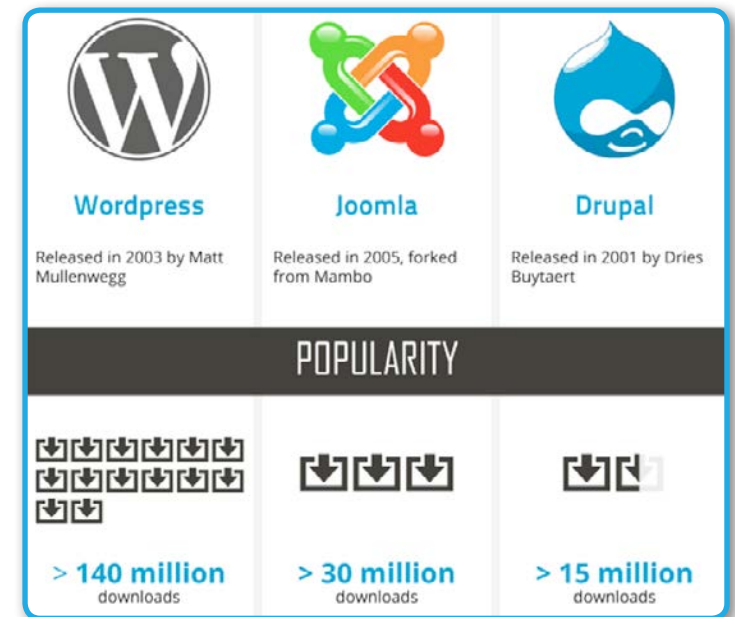 W
Wordpress
Released in 2003 by Matt
Mullenwegg
Joomla
Released in 2005, forked
from Mambo
Drupal
Released in 2001 by Dries
Buytaert
POPULARITY
> 140 million
downloads
> 30 million
downloads
> 15 million
downloads